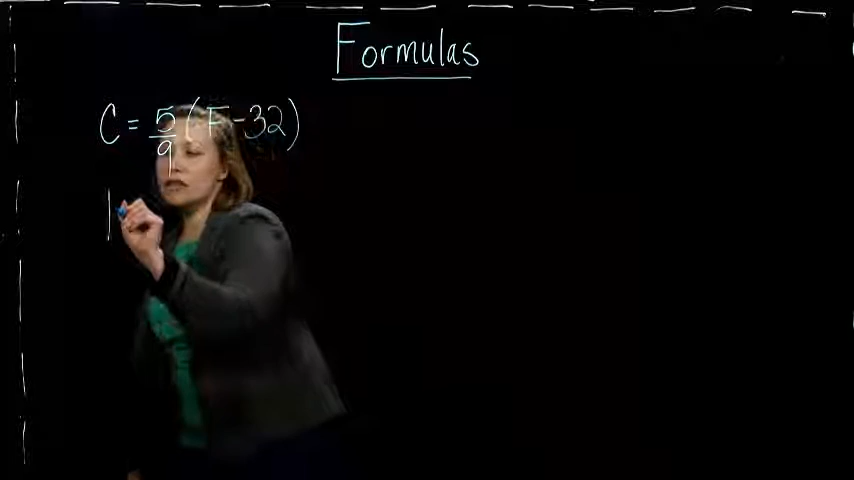 Formulas
C = 5/9 (F - 32)